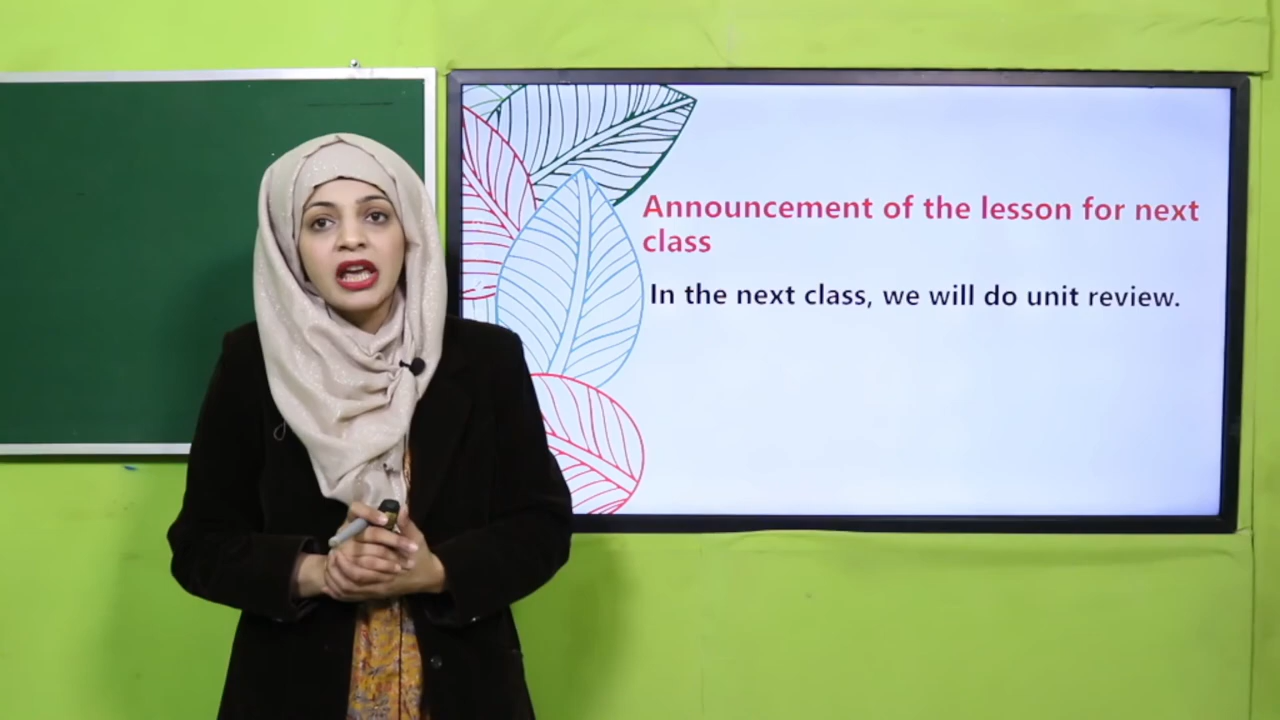 Announcement of the lesson for next
class
In the next class, we will do unit review.